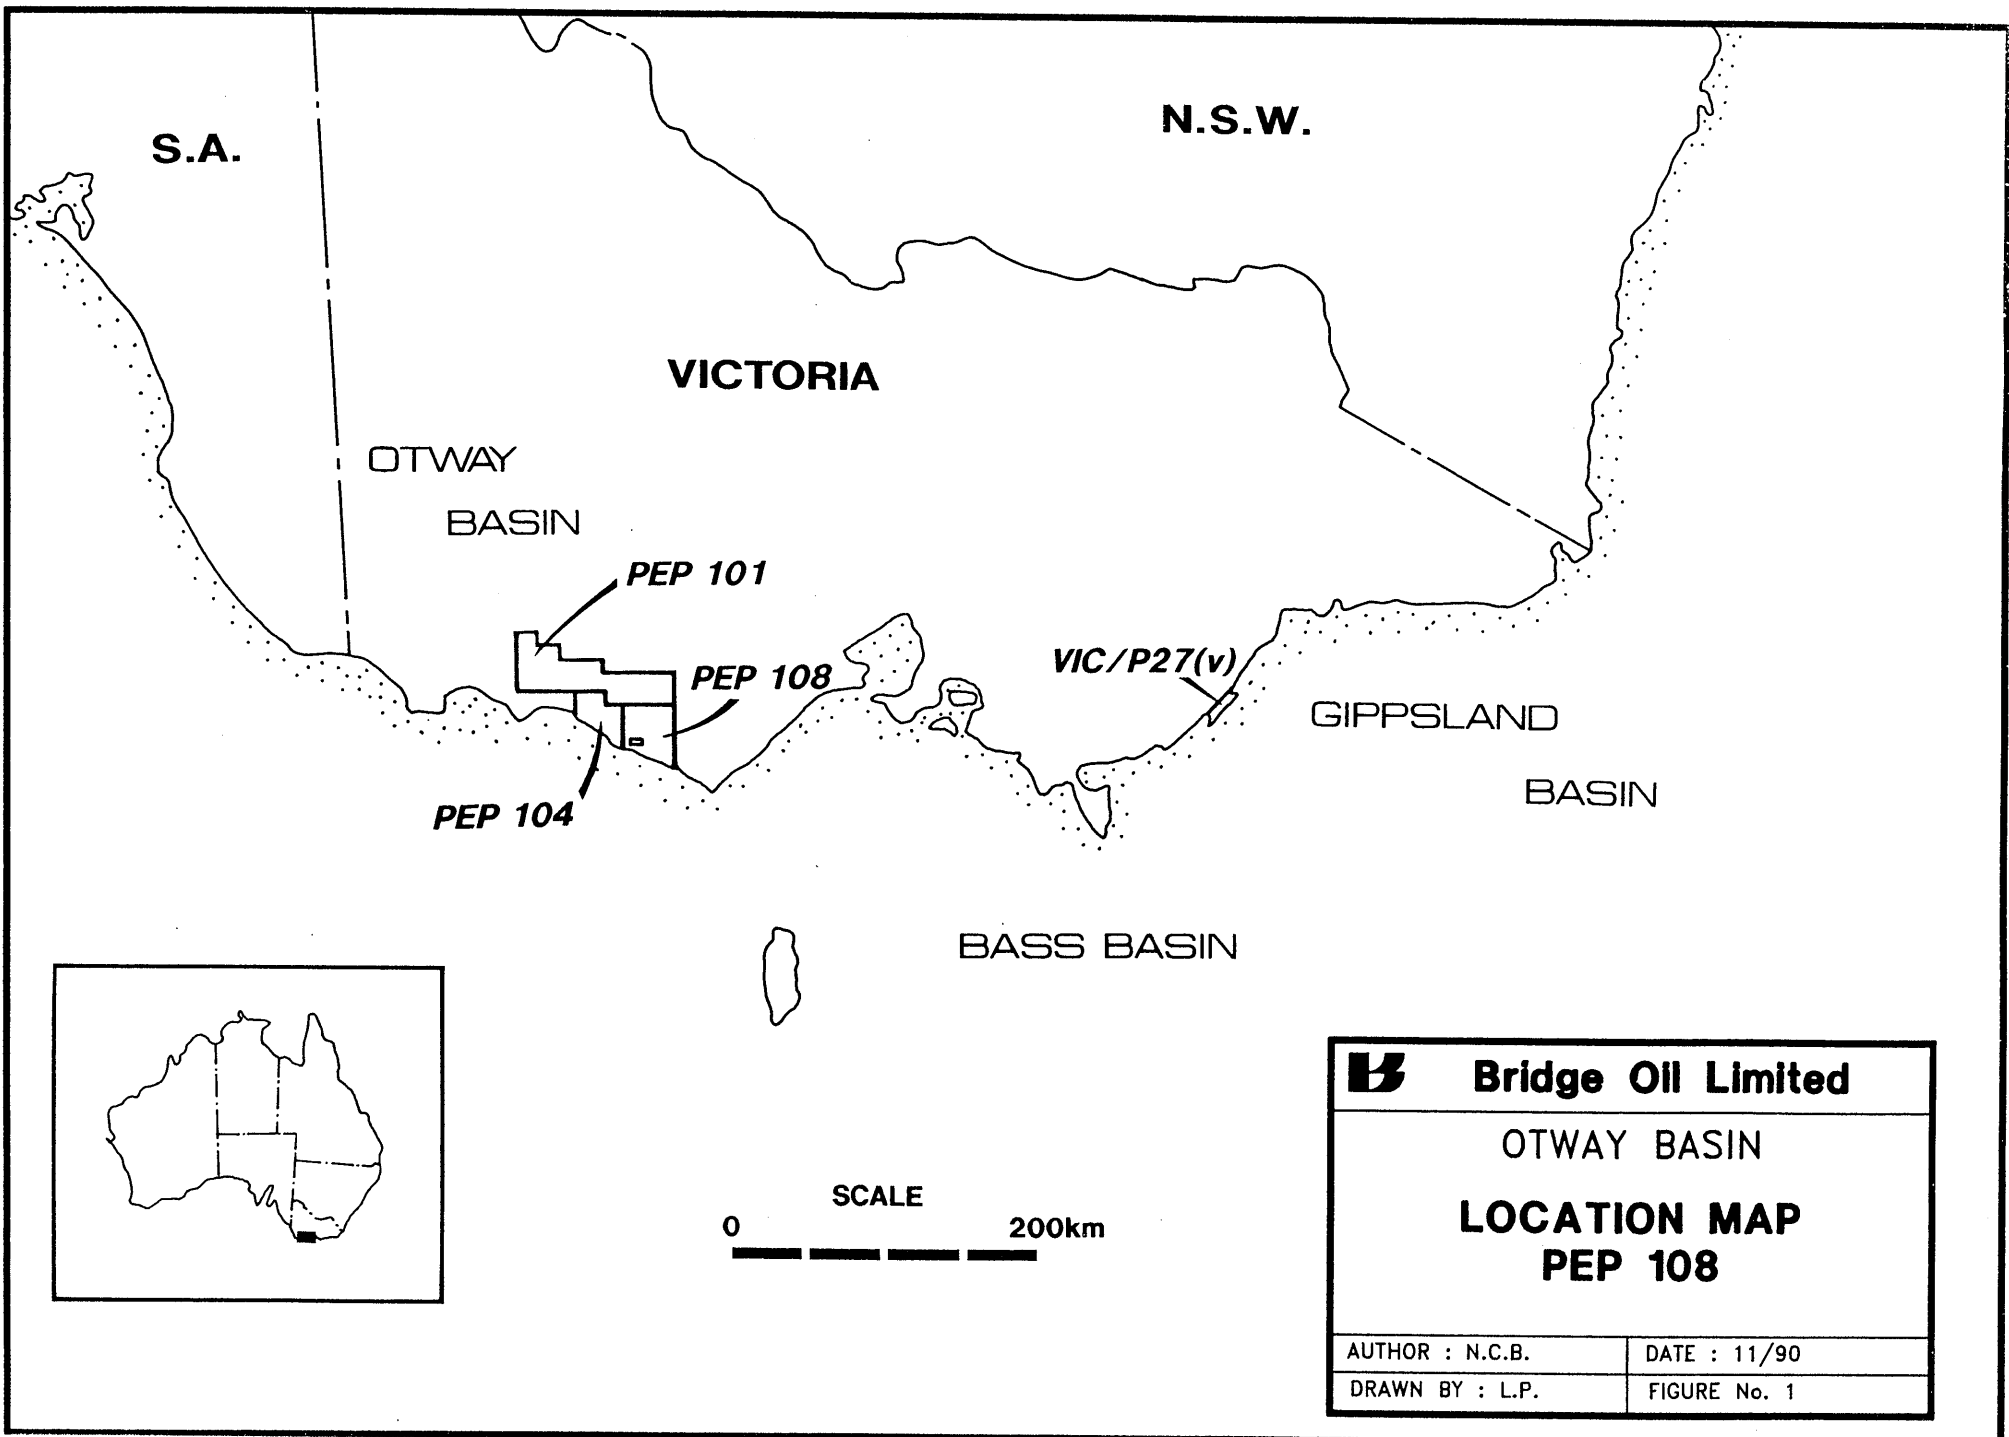 S.A.
N.S.W.
VICTORIA
OTWAY
BASIN
PEP 101
PEP 108
VIC/P27(v)
GIPPSLAND
BASIN
PEP 104
BASS BASIN
SCALE
0 200km
Bridge Oil Limited
OTWAY BASIN
LOCATION MAP
PEP 108
AUTHOR : N.C.B.
DATE : 11/90
DRAWN BY : L.P.
FIGURE No. 1